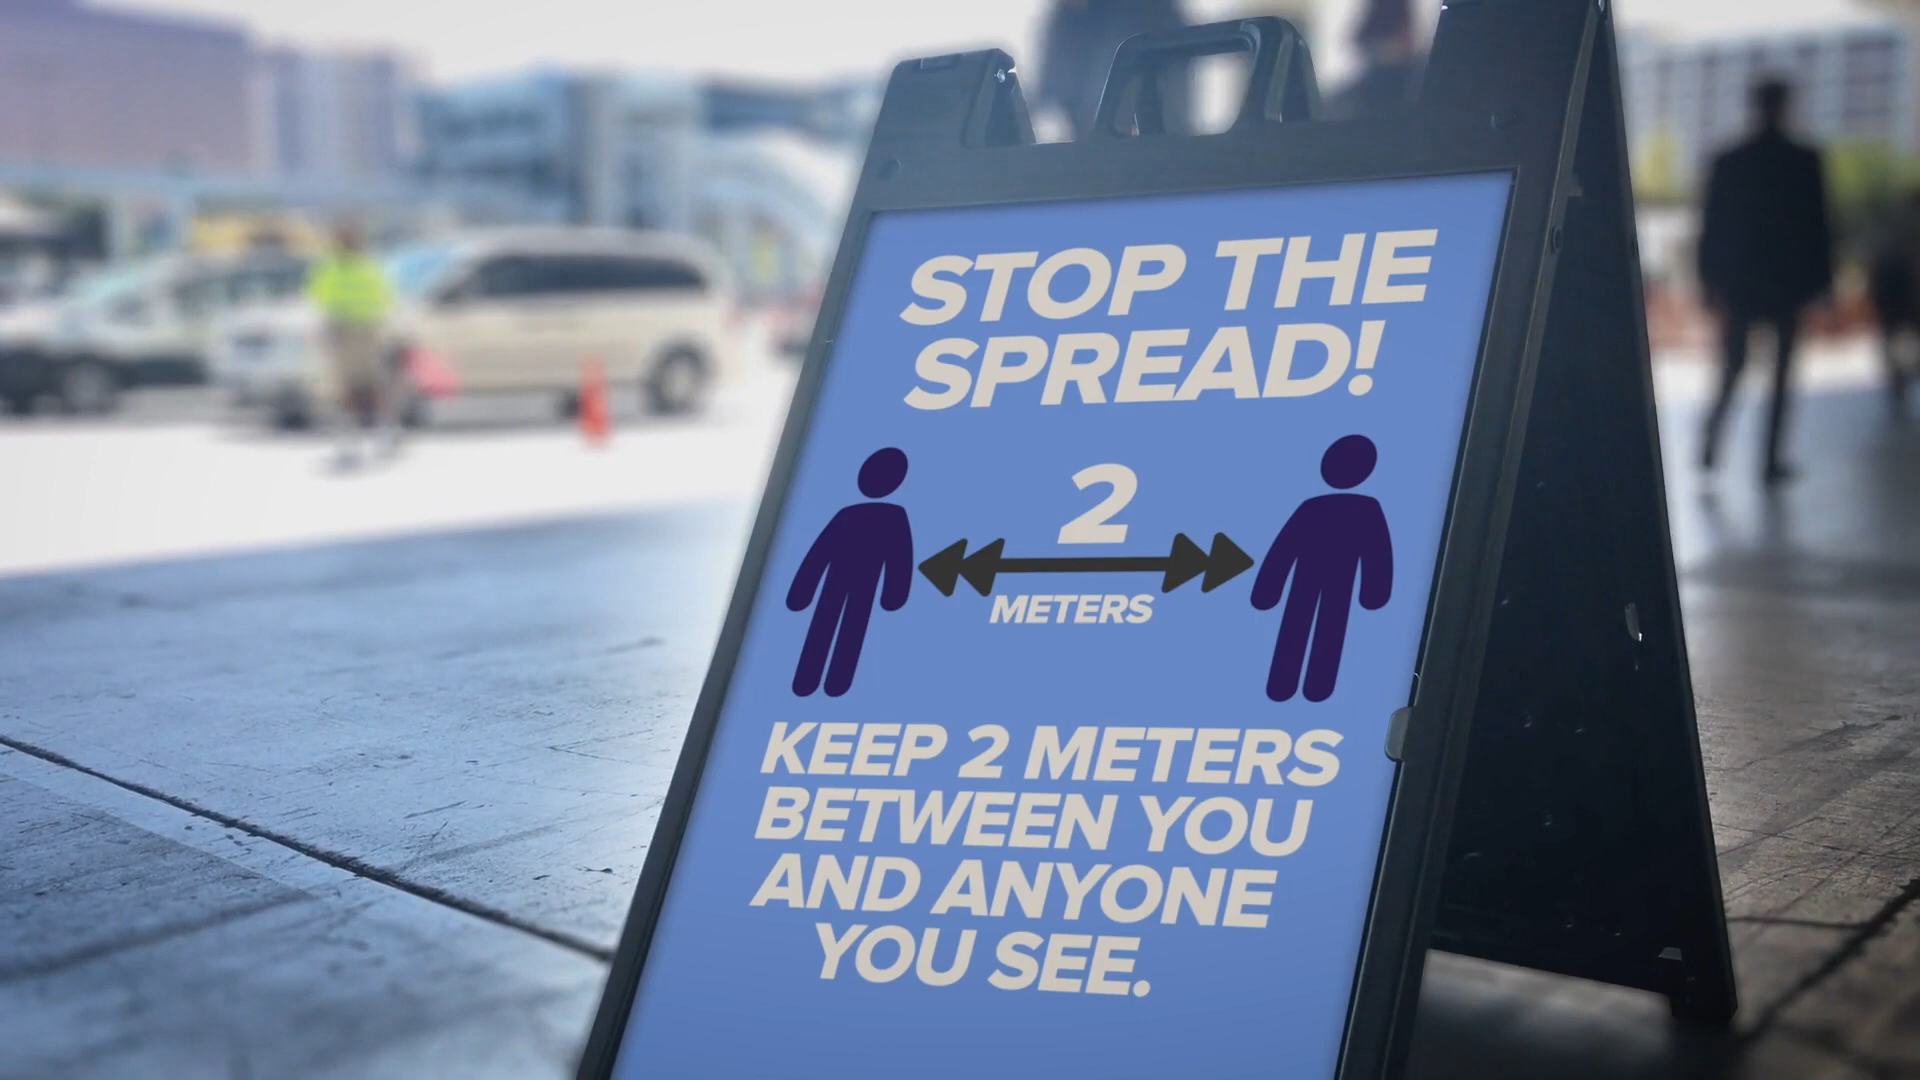 STOP THE
SPREAD!
2
METERS
KEEP 2 METERS
BETWEEN YOU
AND ANYONE
YOU SEE.